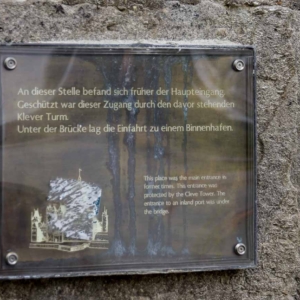 An dieser Stelle befand sich früher der Haupteingang.
Geschützt war dieser Zugang durch den davor stehenden
Klever Turm.
Unter der Brücke lag die Einfahrt zu einem Binnenhafen.
This place was the main entrance in
former times. This entrance was
protected by the Cleve Tower. The
entrance to an inland port was under
the bridge.